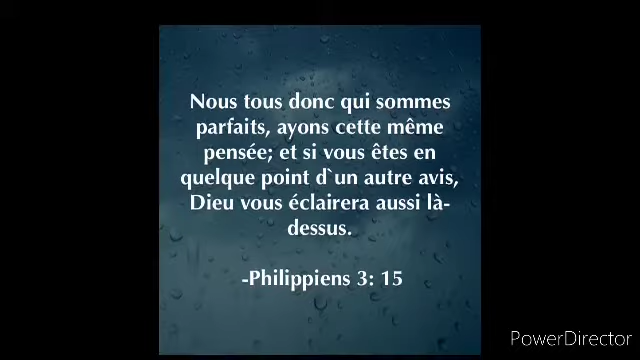 Nous tous donc qui sommes
parfaits, ayons cette même
pensée; et si vous êtes en
quelque point d`un autre avis,
Dieu vous éclairera aussi là-
dessus.
-Philippiens 3: 15
PowerDirector